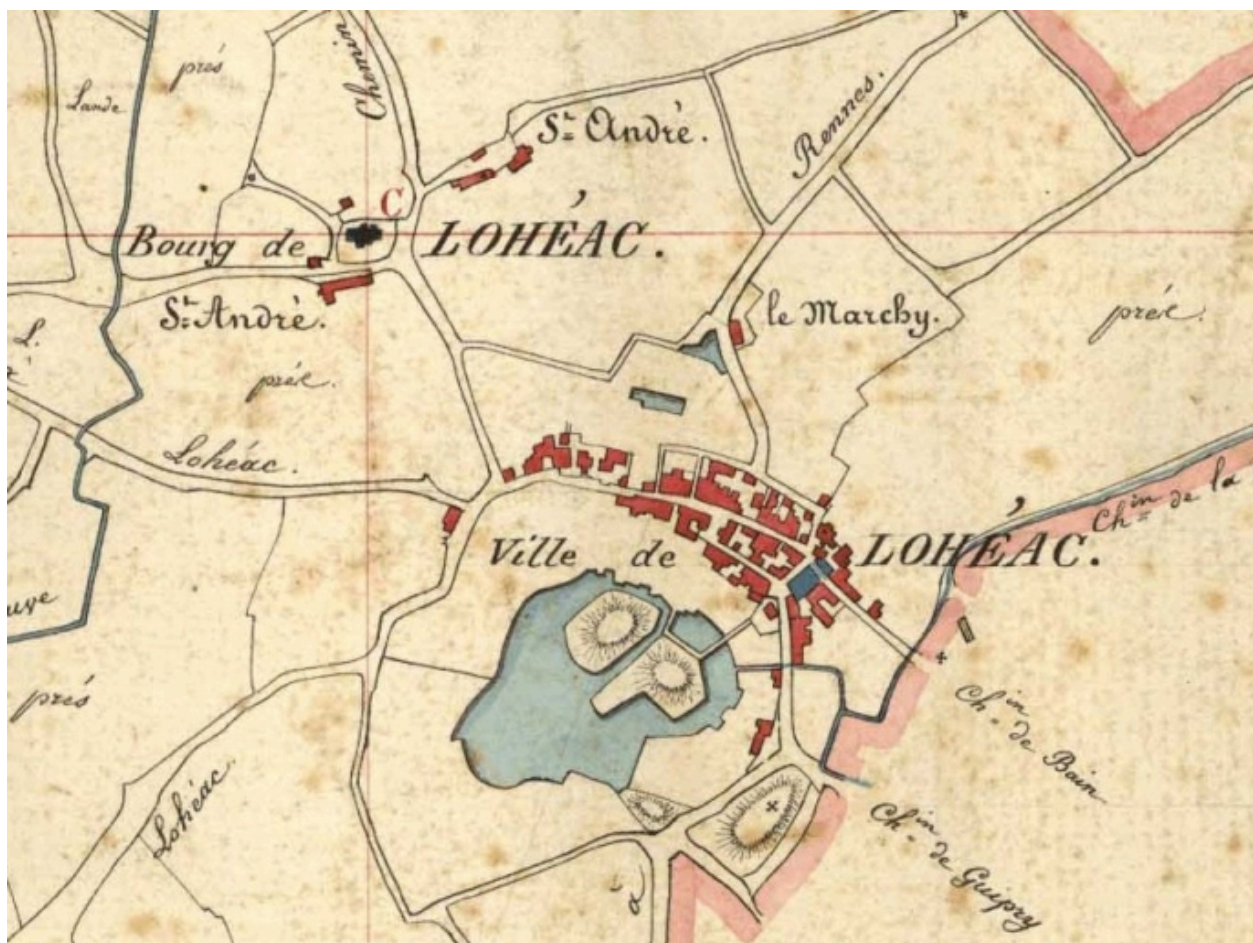 prés
Lande
Chemin
St André.
Rennes.
C
Bourg de LOHÉAC.
St André.
le Marchy.
prée.
L.
à
prée.
Lohéac.
Chin de la
Ville de LOHÉAC.
uve
prés
Chin de Bain
Lohéac.
Chin de Guipry
à